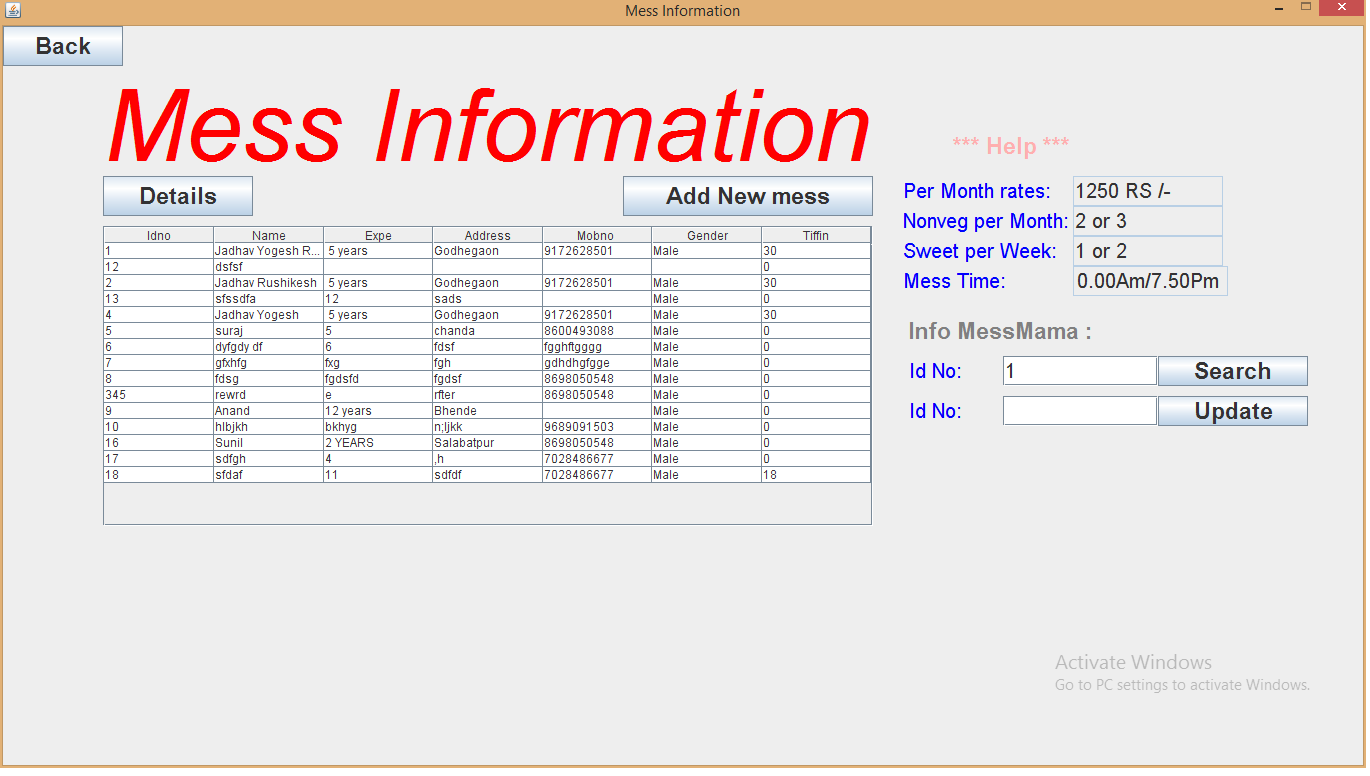 Mess Information
Back
Mess Information
*** Help ***
Details
Add New mess
Per Month rates: 1250 RS /-
Nonveg per Month: 2 or 3
Sweet per Week: 1 or 2
Mess Time: 0.00Am/7.50Pm
Idno Name Expe Address Mobno Gender Tiffin
1 Jadhav Yogesh R... 5 years Godhegaon 9172628501 Male 30
12 dsfsf 0
2 Jadhav Rushikesh 5 years Godhegaon 9172628501 Male 30
13 sfssdfa 12 sads Male 0
4 Jadhav Yogesh 5 years Godhegaon 9172628501 Male 30
5 suraj 5 chanda 8600493088 Male 0
6 dyfgdy df 6 fdsf fgghftgggg Male 0
7 gfxhfg fxg fgh gdhdhgfgge Male 0
8 fdsg fgdsfd fgdsf 8698050548 Male 0
345 rewrd e rfter 8698050548 Male 0
9 Anand 12 years Bhende Male 0
10 hlbjkh bkhyg n;ljkk 9689091503 Male 0
16 Sunil 2 YEARS Salabatpur 8698050548 Male 0
17 sdfgh 4 ,h 7028486677 Male 0
18 sfdaf 11 sdfdf 7028486677 Male 18
Info MessMama :
Id No: 1 Search
Id No: Update
Activate Windows
Go to PC settings to activate Windows.